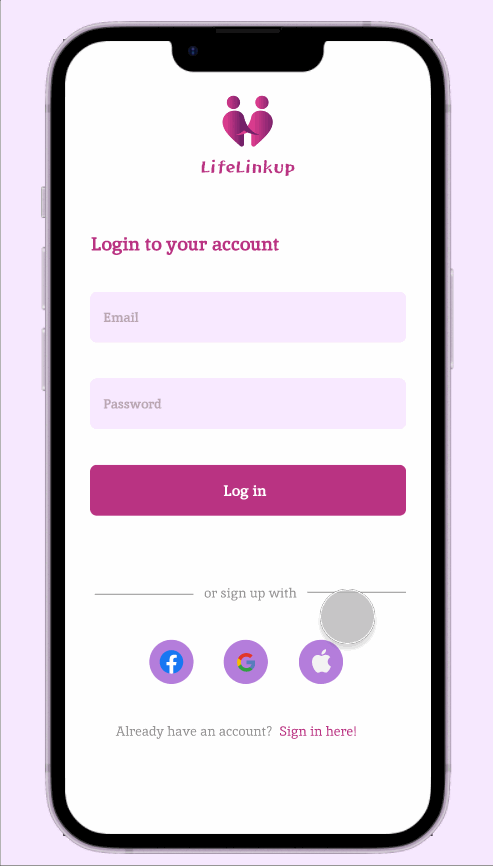 LifeLinkup
Login to your account
Email
Password
Log in
or sign up with
Already have an account? Sign in here!